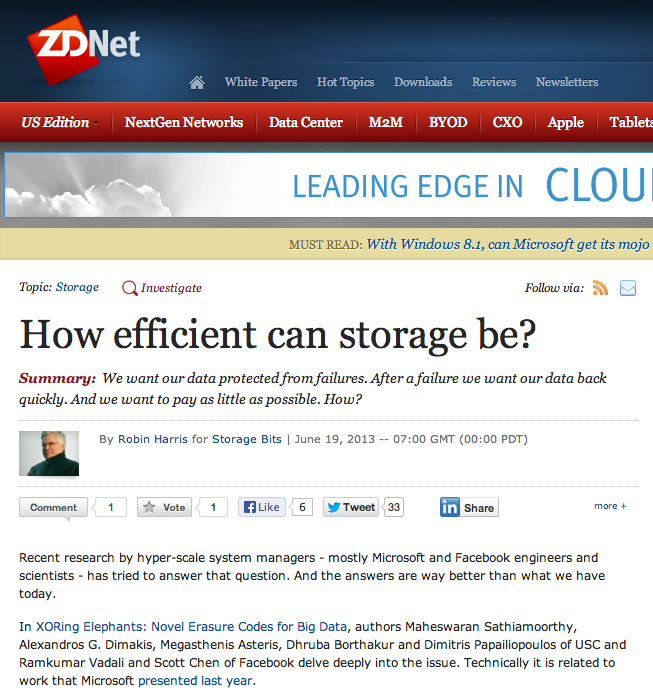 ZDNet
White Papers Hot Topics Downloads Reviews Newsletters
US Edition NextGen Networks Data Center M2M BYOD CXO Apple Tablets
LEADING EDGE IN CLOU
MUST READ: With Windows 8.1, can Microsoft get its mojo
Topic: Storage Investigate Follow via:
How efficient can storage be?
Summary: We want our data protected from failures. After a failure we want our data back
quickly. And we want to pay as little as possible. How?
By Robin Harris for Storage Bits | June 19, 2013 -- 07:00 GMT (00:00 PDT)
Comment 1 Vote 1 Like 6 Tweet 33 in Share more +
Recent research by hyper-scale system managers - mostly Microsoft and Facebook engineers and
scientists - has tried to answer that question. And the answers are way better than what we have
today.
In XORing Elephants: Novel Erasure Codes for Big Data, authors Maheswaran Sathiamoorthy,
Alexandros G. Dimakis, Megasthenis Asteris, Dhruba Borthakur and Dimitris Papailiopoulos of USC and
Ramkumar Vadali and Scott Chen of Facebook delve deeply into the issue. Technically it is related to
work that Microsoft presented last year.